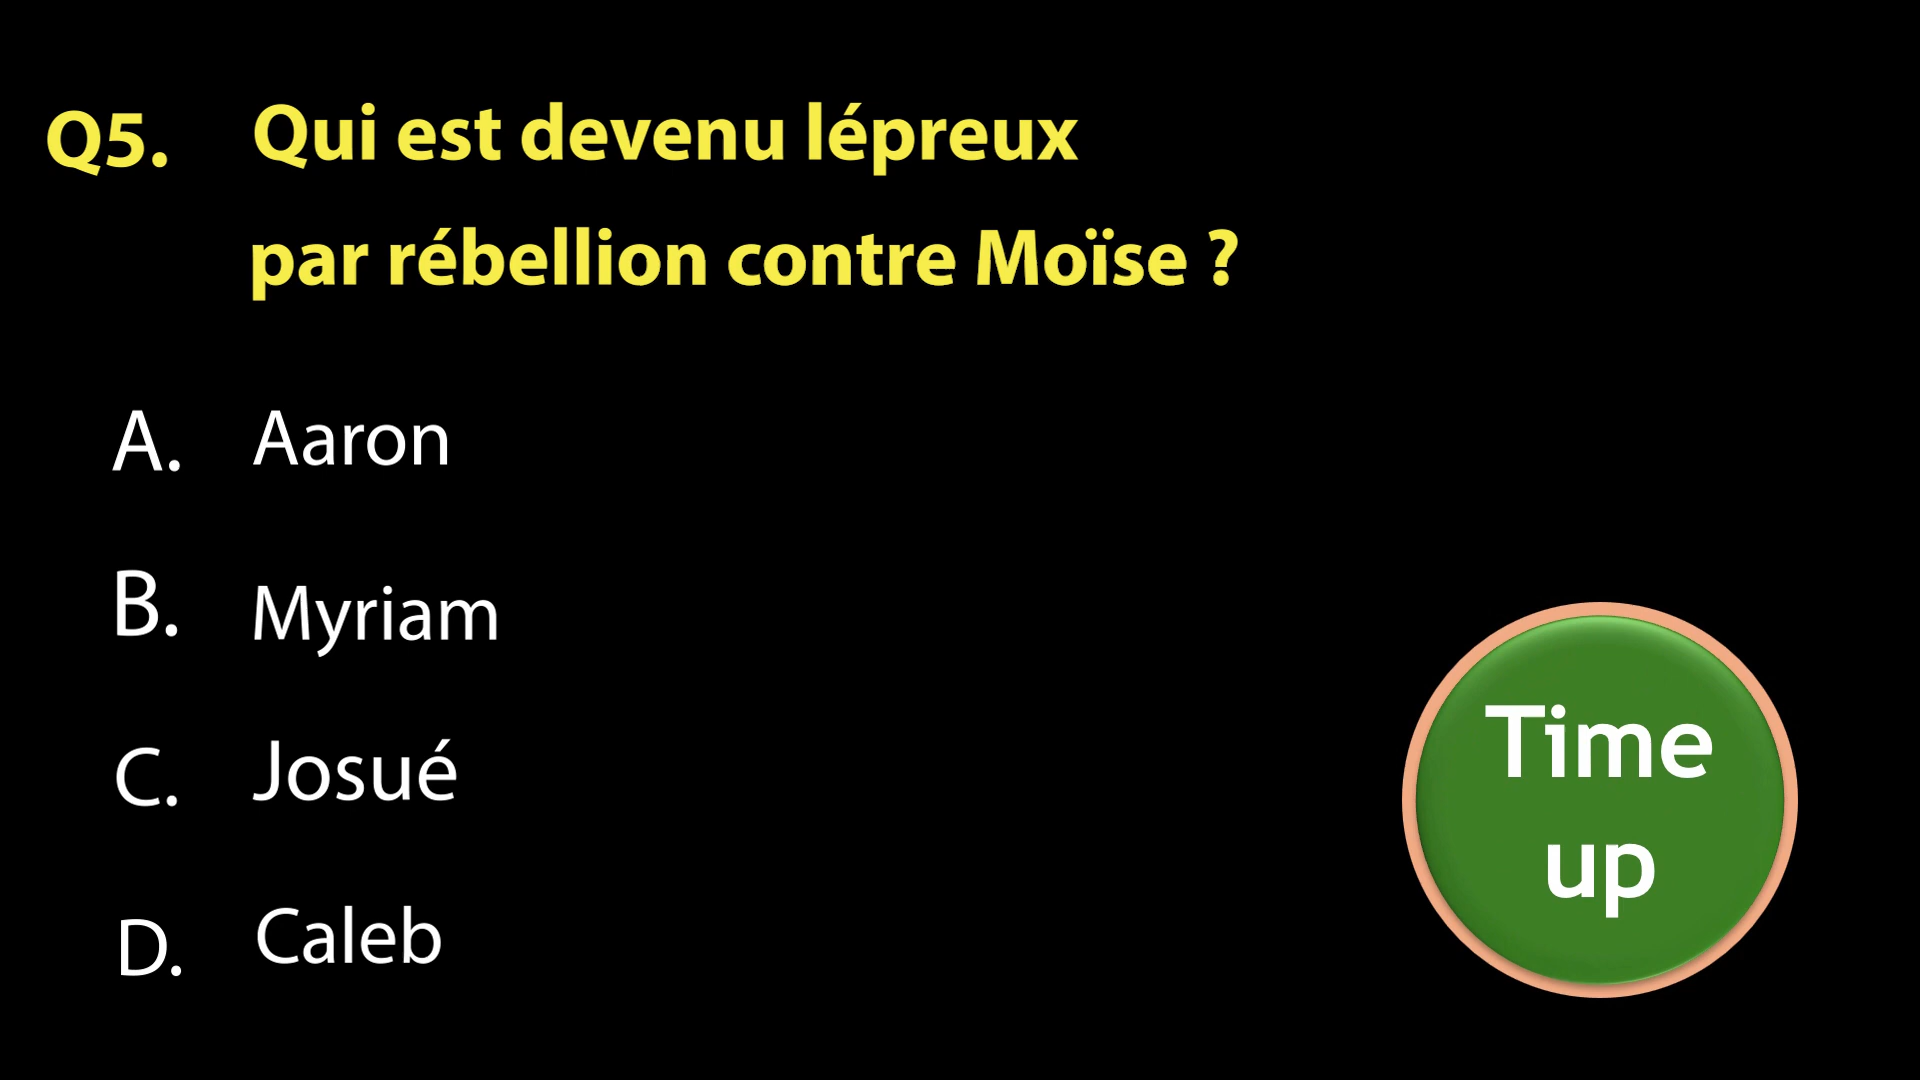 Q5. Qui est devenu lépreux
par rébellion contre Moïse ?
A. Aaron
B. Myriam
C. Josué
D. Caleb
Time
up